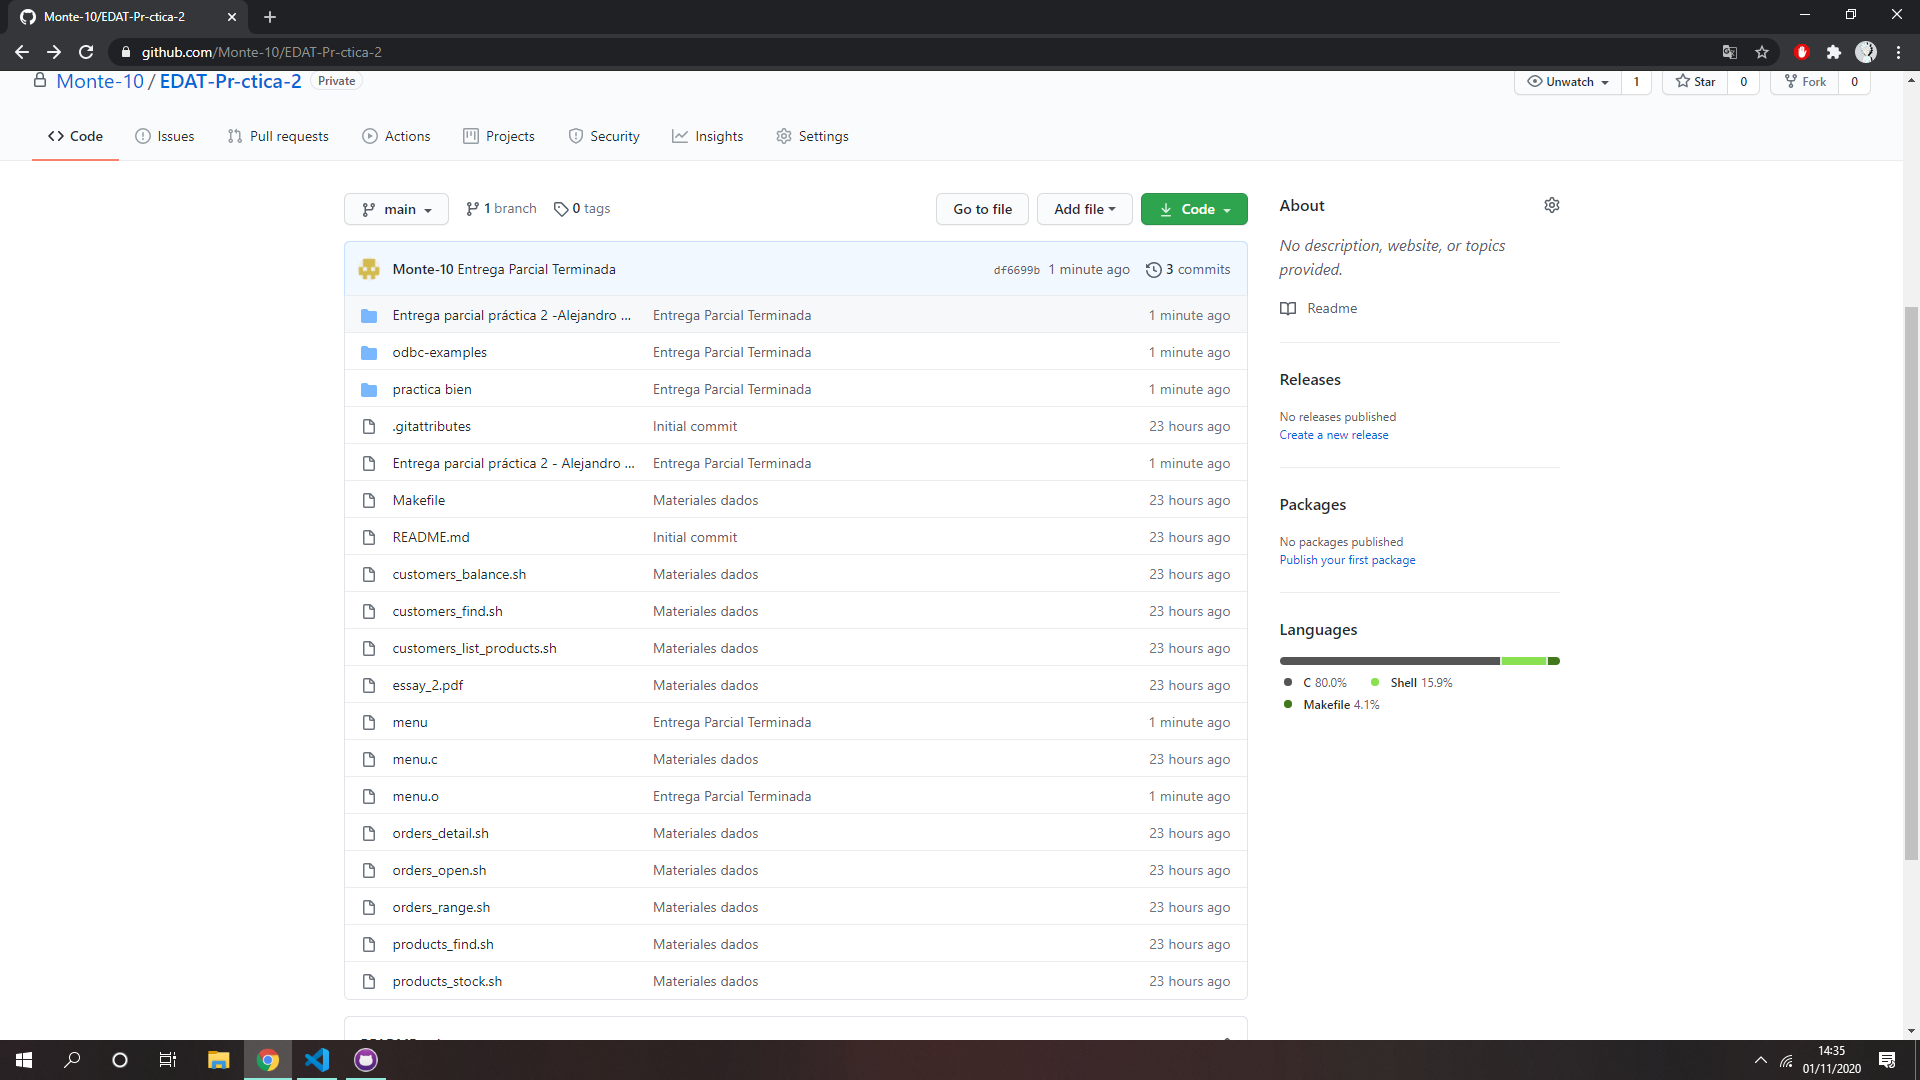 Monte-10/EDAT-Pr-ctica-2
github.com/Monte-10/EDAT-Pr-ctica-2
Monte-10 / EDAT-Pr-ctica-2 Private
Unwatch 1 Star 0 Fork 0
Code Issues Pull requests Actions Projects Security Insights Settings
main 1 branch 0 tags Go to file Add file Code
Monte-10 Entrega Parcial Terminada df6699b 1 minute ago 3 commits
Entrega parcial práctica 2 -Alejandro ... Entrega Parcial Terminada 1 minute ago
odbc-examples Entrega Parcial Terminada 1 minute ago
practica bien Entrega Parcial Terminada 1 minute ago
.gitattributes Initial commit 23 hours ago
Entrega parcial práctica 2 - Alejandro ... Entrega Parcial Terminada 1 minute ago
Makefile Materiales dados 23 hours ago
README.md Initial commit 23 hours ago
customers_balance.sh Materiales dados 23 hours ago
customers_find.sh Materiales dados 23 hours ago
customers_list_products.sh Materiales dados 23 hours ago
essay_2.pdf Materiales dados 23 hours ago
menu Entrega Parcial Terminada 1 minute ago
menu.c Materiales dados 23 hours ago
menu.o Entrega Parcial Terminada 1 minute ago
orders_detail.sh Materiales dados 23 hours ago
orders_open.sh Materiales dados 23 hours ago
orders_range.sh Materiales dados 23 hours ago
products_find.sh Materiales dados 23 hours ago
products_stock.sh Materiales dados 23 hours ago
About
No description, website, or topics
provided.
Readme
Releases
No releases published
Create a new release
Packages
No packages published
Publish your first package
Languages
C 80.0% Shell 15.9%
Makefile 4.1%
14:35
01/11/2020